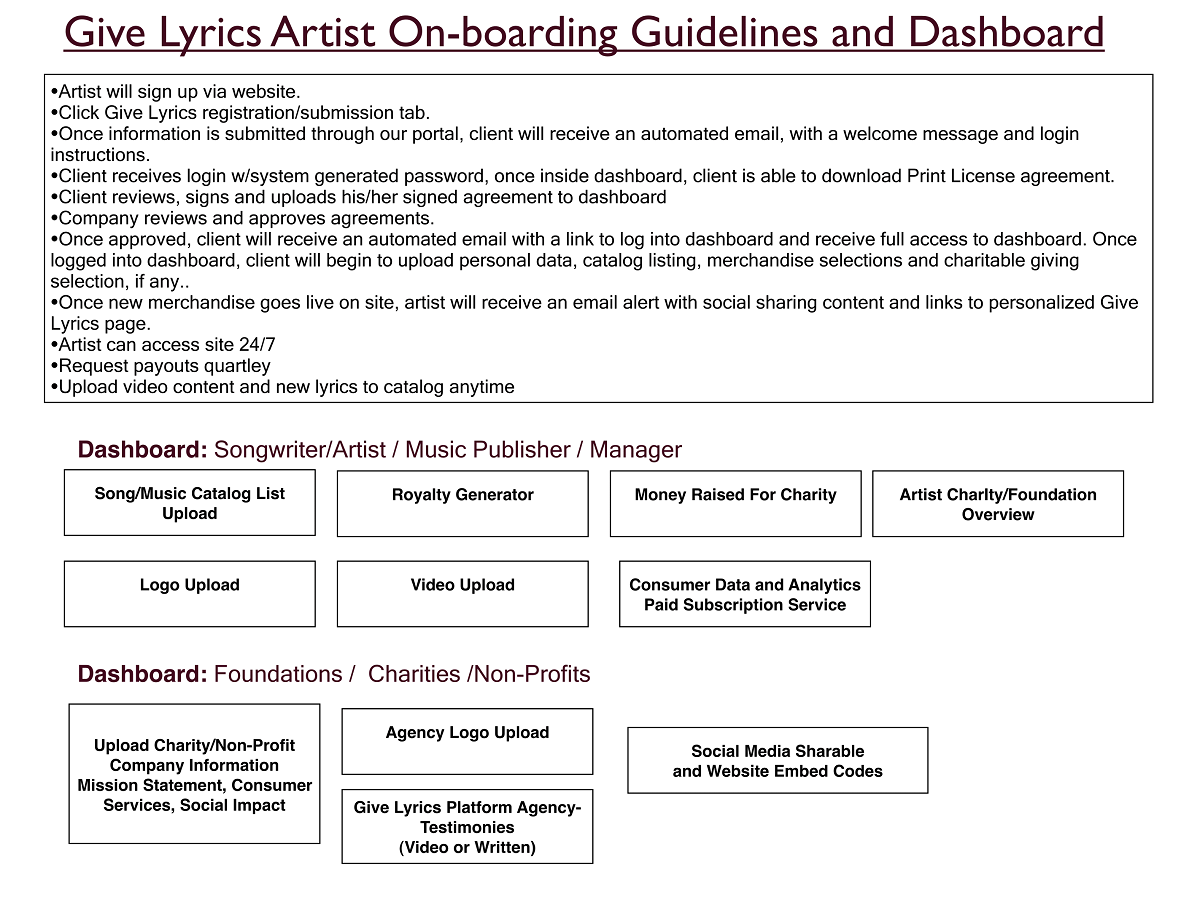 Give Lyrics Artist On-boarding Guidelines and Dashboard
•Artist will sign up via website.
•Click Give Lyrics registration/submission tab.
•Once information is submitted through our portal, client will receive an automated email, with a welcome message and login
instructions.
•Client receives login w/system generated password, once inside dashboard, client is able to download Print License agreement.
•Client reviews, signs and uploads his/her signed agreement to dashboard
•Company reviews and approves agreements.
•Once approved, client will receive an automated email with a link to log into dashboard and receive full access to dashboard. Once
logged into dashboard, client will begin to upload personal data, catalog listing, merchandise selections and charitable giving
selection, if any..
•Once new merchandise goes live on site, artist will receive an email alert with social sharing content and links to personalized Give
Lyrics page.
•Artist can access site 24/7
•Request payouts quartley
•Upload video content and new lyrics to catalog anytime
Dashboard: Songwriter/Artist / Music Publisher / Manager
Song/Music Catalog List
Upload
Royalty Generator
Money Raised For Charity
Artist Charlty/Foundation
Overview
Logo Upload
Video Upload
Consumer Data and Analytics
Paid Subscription Service
Dashboard: Foundations /  Charities /Non-Profits
Upload Charity/Non-Profit
Company Information
Mission Statement, Consumer
Services, Social Impact
Agency Logo Upload
Give Lyrics Platform Agency-
Testimonies
(Video or Written)
Social Media Sharable
and Website Embed Codes